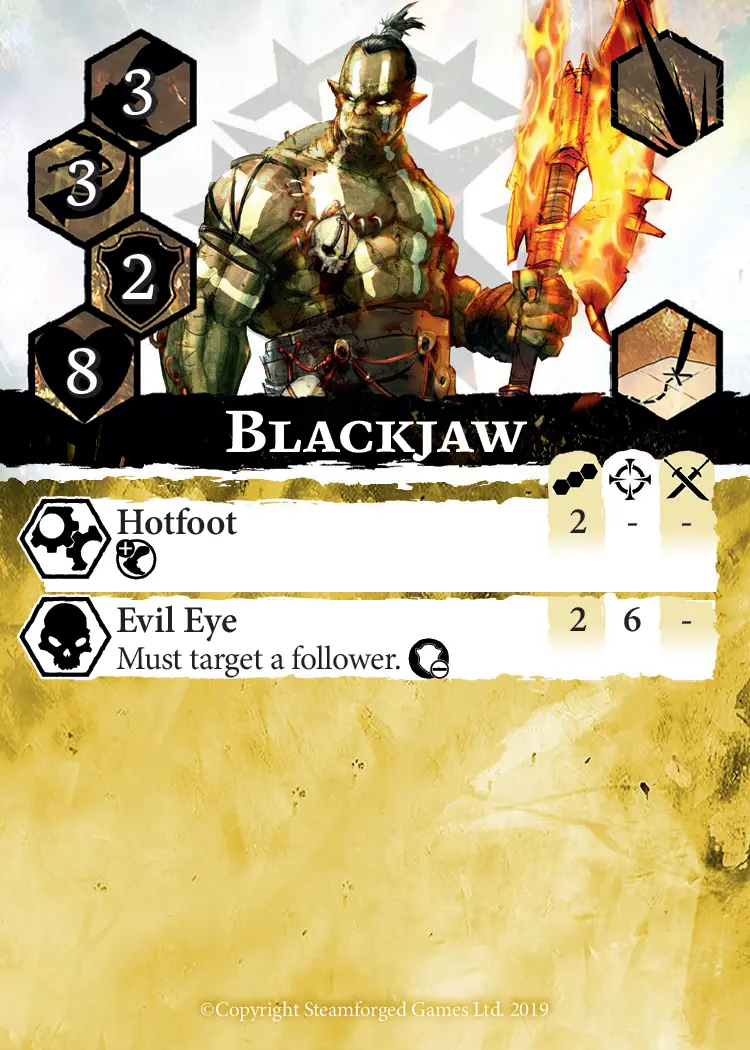 3
3
2
8
Blackjaw
Hotfoot 2 - -
Evil Eye 2 6 -
Must target a follower.
©Copyright Steamforged Games Ltd. 2019